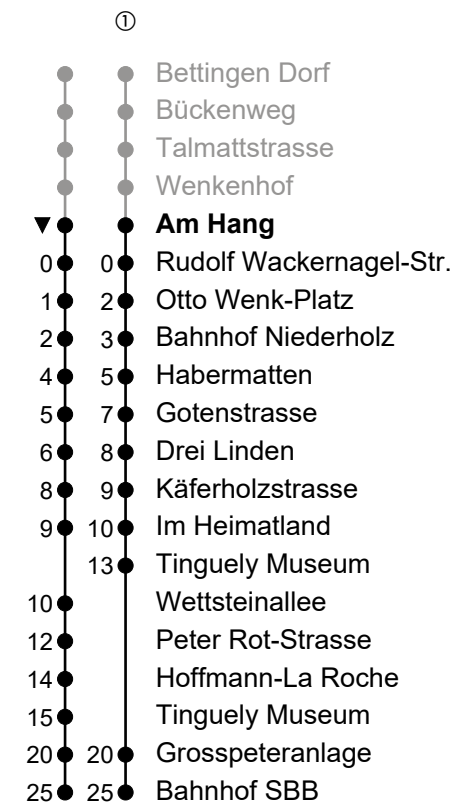 ①
Bettingen Dorf
Bückenweg
Talmattstrasse
Wenkenhof
▼ Am Hang
0 0 Rudolf Wackernagel-Str.
1 2 Otto Wenk-Platz
2 3 Bahnhof Niederholz
4 5 Habermatten
5 7 Gotenstrasse
6 8 Drei Linden
8 9 Käferholzstrasse
9 10 Im Heimatland
13 Tinguely Museum
10 Wettsteinallee
12 Peter Rot-Strasse
14 Hoffmann-La Roche
15 Tinguely Museum
20 20 Grosspeteranlage
25 25 Bahnhof SBB